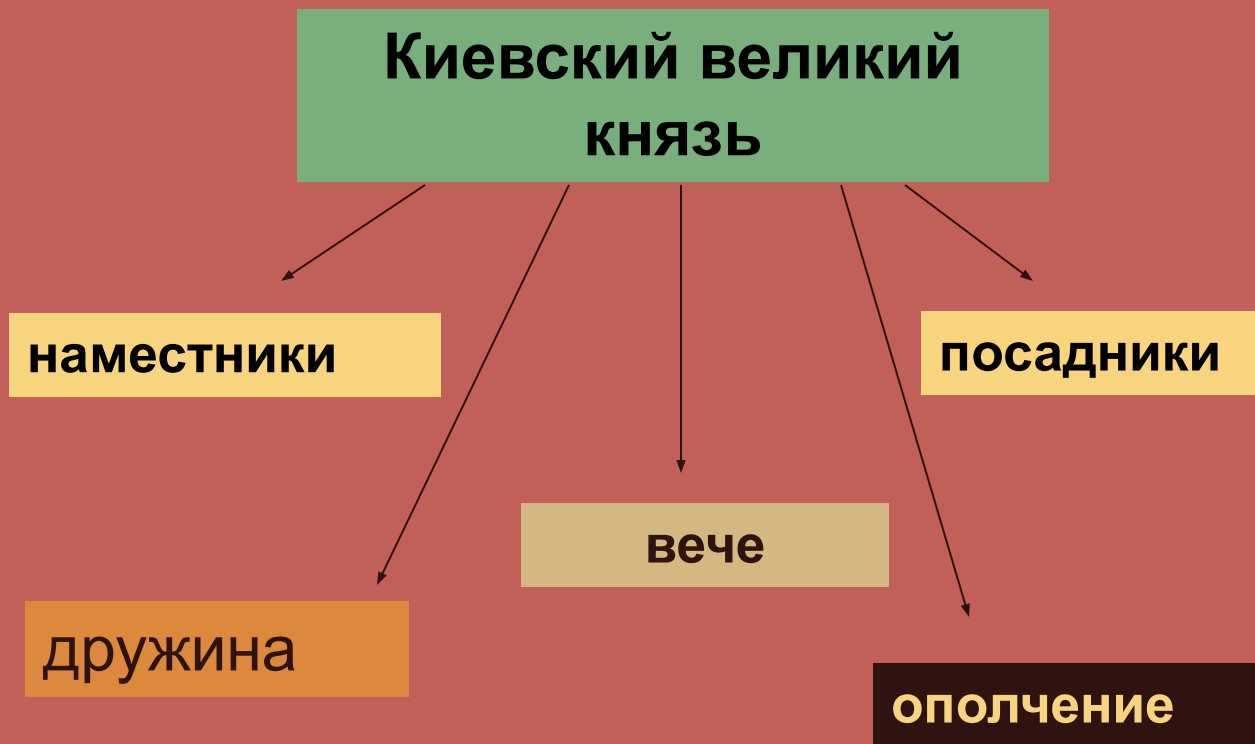 Киевский великий
князь
наместники
посадники
вече
дружина
ополчение